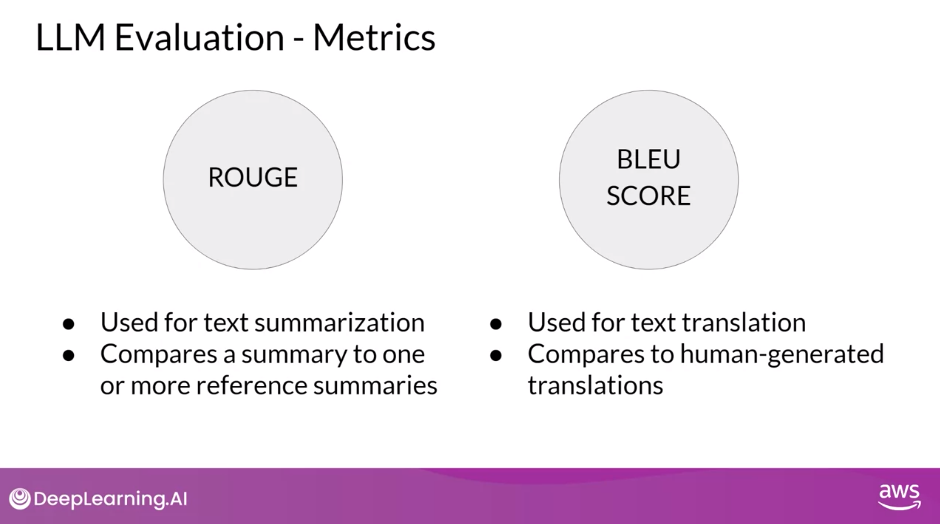 LLM Evaluation - Metrics
ROUGE
BLEU
SCORE
● Used for text summarization
● Compares a summary to one
or more reference summaries
● Used for text translation
● Compares to human-generated
translations
DeepLearning.AI
aws